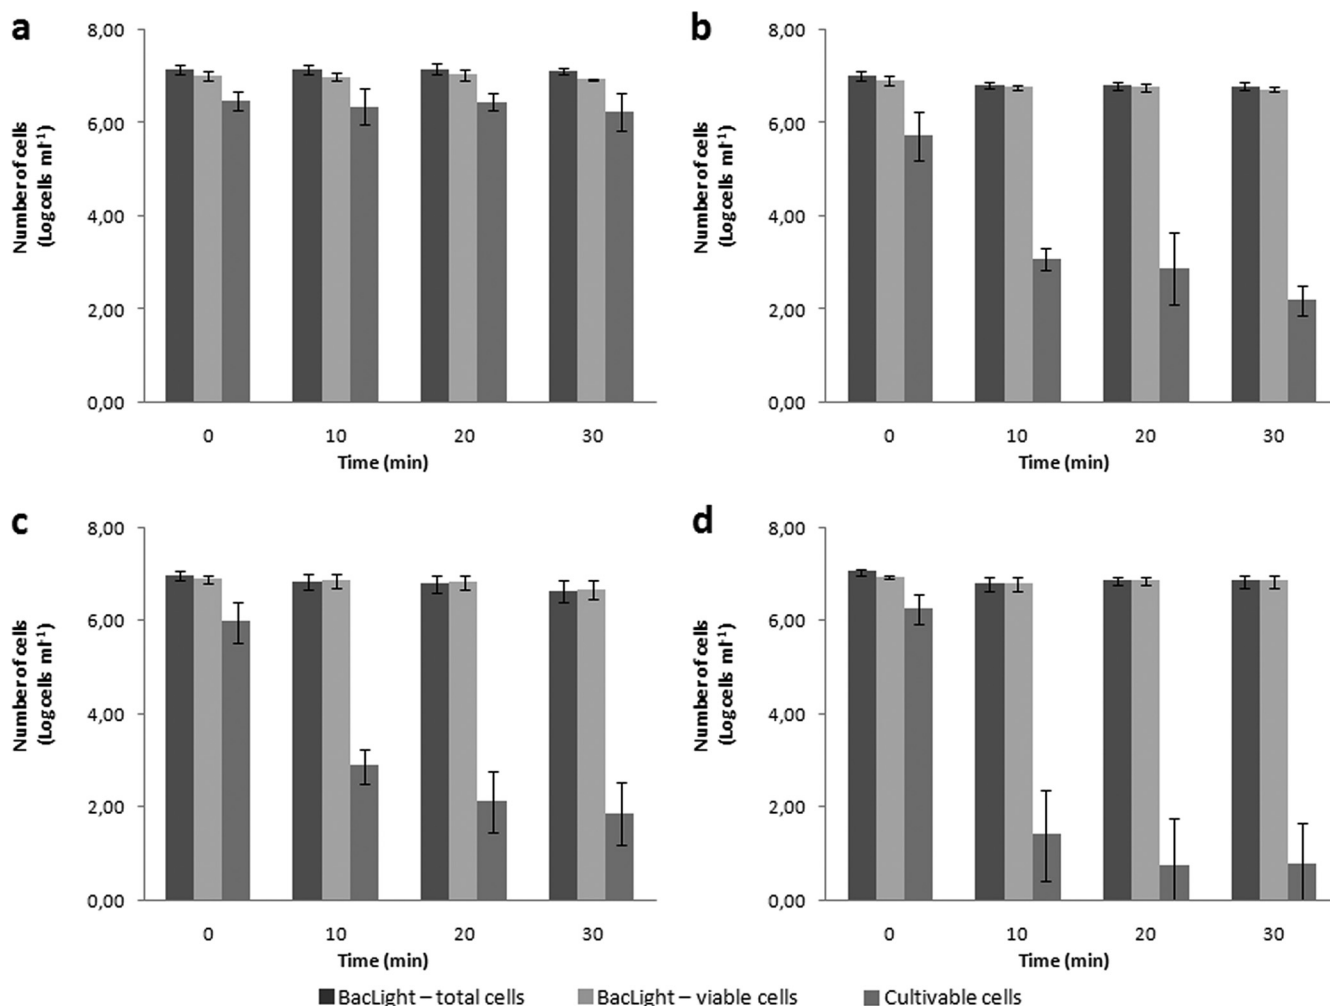 a
8,00
6,00
4,00
2,00
0,00
Number of cells
(Log cells ml-1)
0 10 20 30
Time (min)
b
8,00
6,00
4,00
2,00
0,00
Number of cells
(Log cells ml-1)
0 10 20 30
Time (min)
c
8,00
6,00
4,00
2,00
0,00
Number of cells
(Log cells ml-1)
0 10 20 30
Time (min)
d
8,00
6,00
4,00
2,00
0,00
Number of cells
(Log cells ml-1)
0 10 20 30
Time (min)
BacLight – total cells BacLight – viable cells Cultivable cells